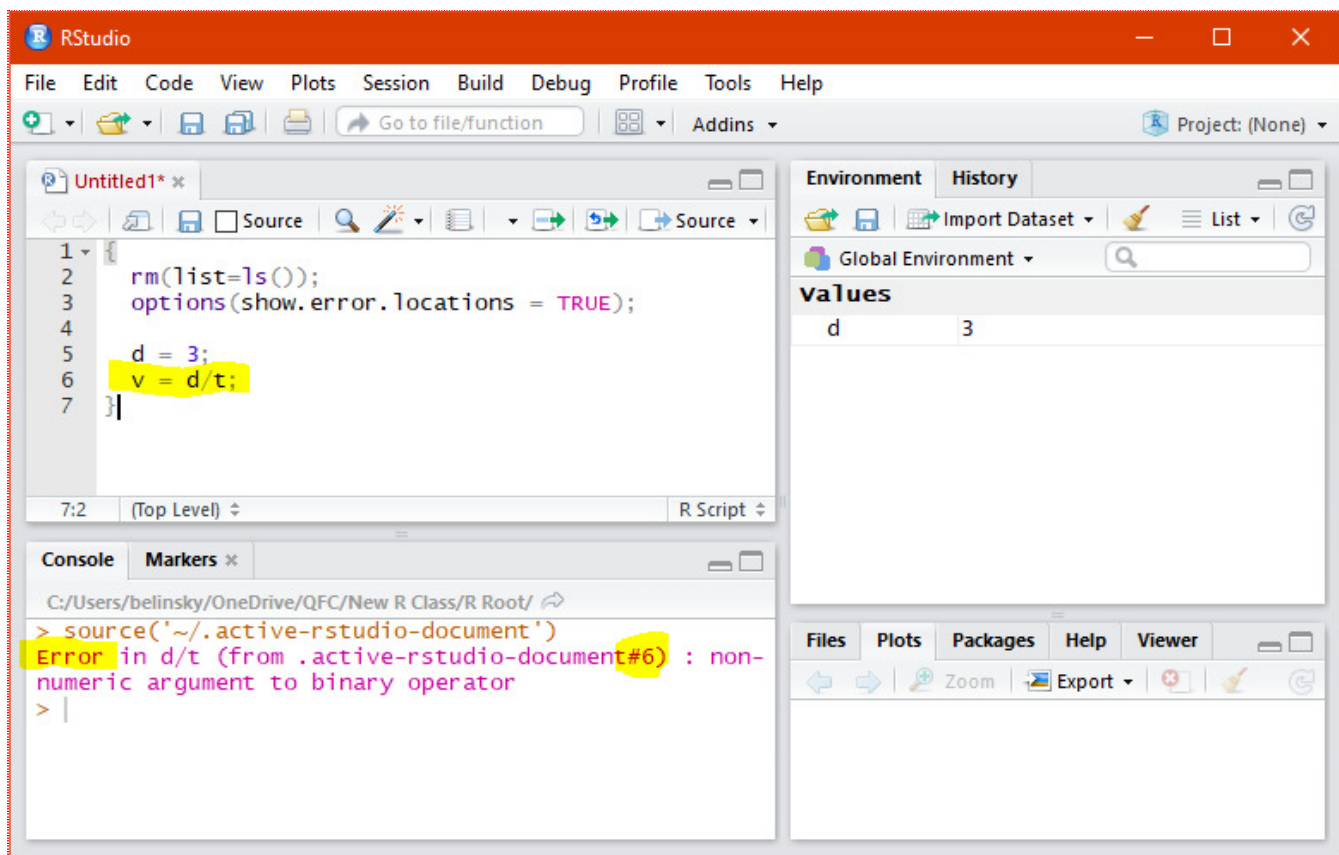 RStudio
File Edit Code View Plots Session Build Debug Profile Tools Help
Go to file/function Addins Project: (None)
Untitled1*
Source Source
1 {
2 rm(list=ls());
3 options(show.error.locations = TRUE);
4
5 d = 3;
6 v = d/t;
7 }
7:2 (Top Level) R Script
Console Markers
C:/Users/belinsky/OneDrive/QFC/New R Class/R Root/
> source('~/.active-rstudio-document')
Error in d/t (from .active-rstudio-document#6) : non-
numeric argument to binary operator
>
Environment History
Import Dataset List
Global Environment
Values
d 3
Files Plots Packages Help Viewer
Zoom Export